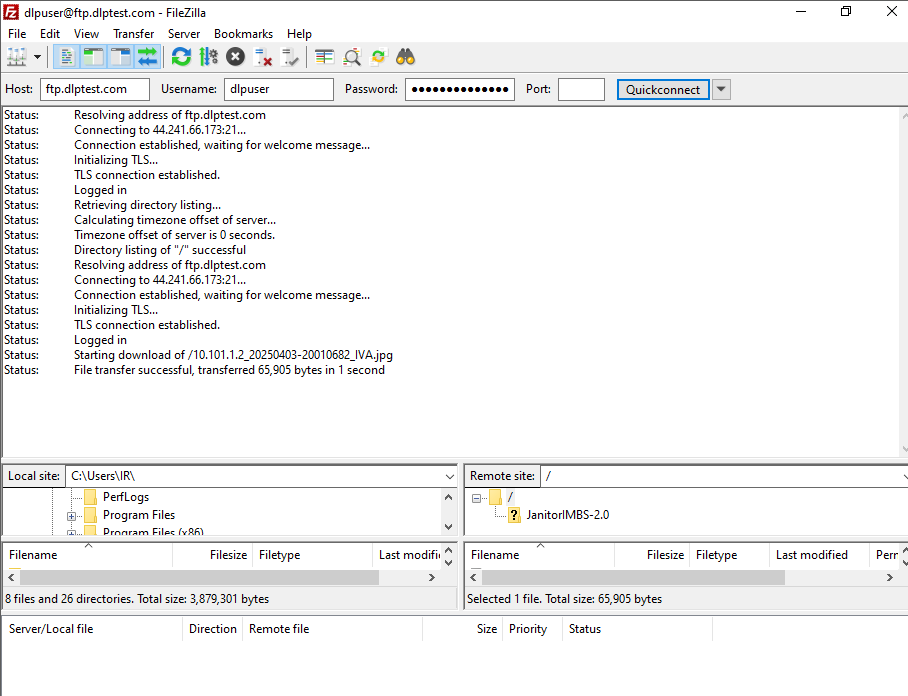 dlpuser@ftp.dlptest.com - FileZilla
File Edit View Transfer Server Bookmarks Help
Host: ftp.dlptest.com Username: dlpuser Password: ●●●●●●●●●●●●●● Port: Quickconnect
Status: Resolving address of ftp.dlptest.com
Status: Connecting to 44.241.66.173:21...
Status: Connection established, waiting for welcome message...
Status: Initializing TLS...
Status: TLS connection established.
Status: Logged in
Status: Retrieving directory listing...
Status: Calculating timezone offset of server...
Status: Timezone offset of server is 0 seconds.
Status: Directory listing of "/" successful
Status: Resolving address of ftp.dlptest.com
Status: Connecting to 44.241.66.173:21...
Status: Connection established, waiting for welcome message...
Status: Initializing TLS...
Status: TLS connection established.
Status: Logged in
Status: Starting download of /10.101.1.2_20250403-20010682_IVA.jpg
Status: File transfer successful, transferred 65,905 bytes in 1 second
Local site: C:\Users\IR\
PerfLogs
Program Files
Program Files (x86)
Filename Filesize Filetype Last modific
8 files and 26 directories. Total size: 3,879,301 bytes
Remote site: /
/
JanitorIMBS-2.0
Filename Filesize Filetype Last modified Perr
Selected 1 file. Total size: 65,905 bytes
Server/Local file Direction Remote file Size Priority Status